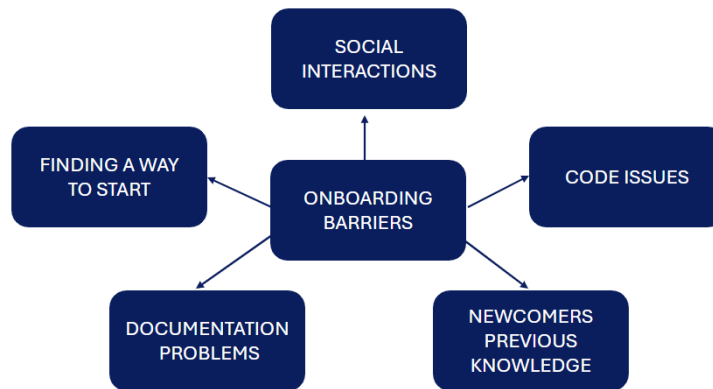 SOCIAL
INTERACTIONS
FINDING A WAY
TO START
ONBOARDING
BARRIERS
CODE ISSUES
DOCUMENTATION
PROBLEMS
NEWCOMERS
PREVIOUS
KNOWLEDGE